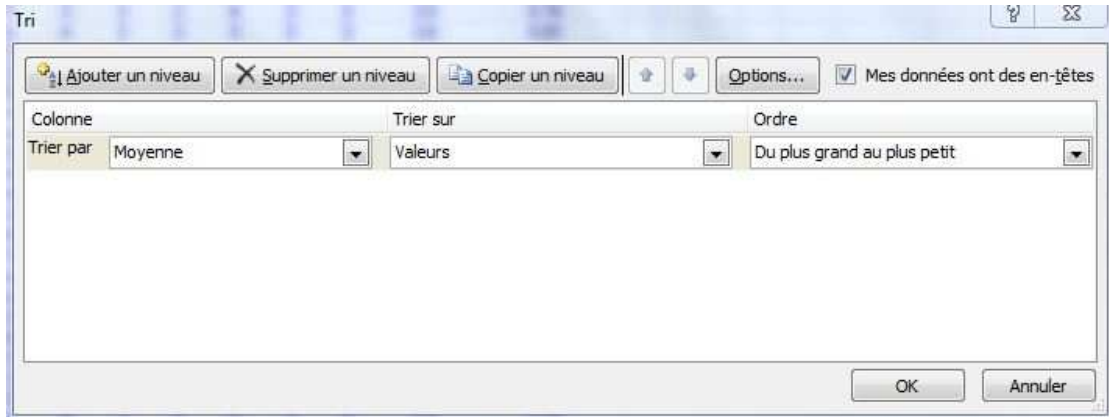 Tri
Ajouter un niveau Supprimer un niveau Copier un niveau Options... Mes données ont des en-têtes
Colonne Trier sur Ordre
Trier par Moyenne Valeurs Du plus grand au plus petit
OK Annuler